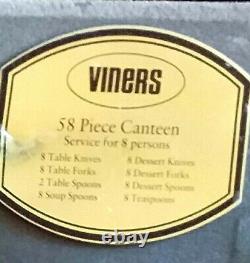 VINERS
58 Piece Canteen
Service for 8 persons
8 Table Knives 8 Dessert Knives
8 Table Forks 8 Dessert Forks
2 Table Spoons 8 Dessert Spoons
8 Soup Spoons 8 Teaspoons
ebay